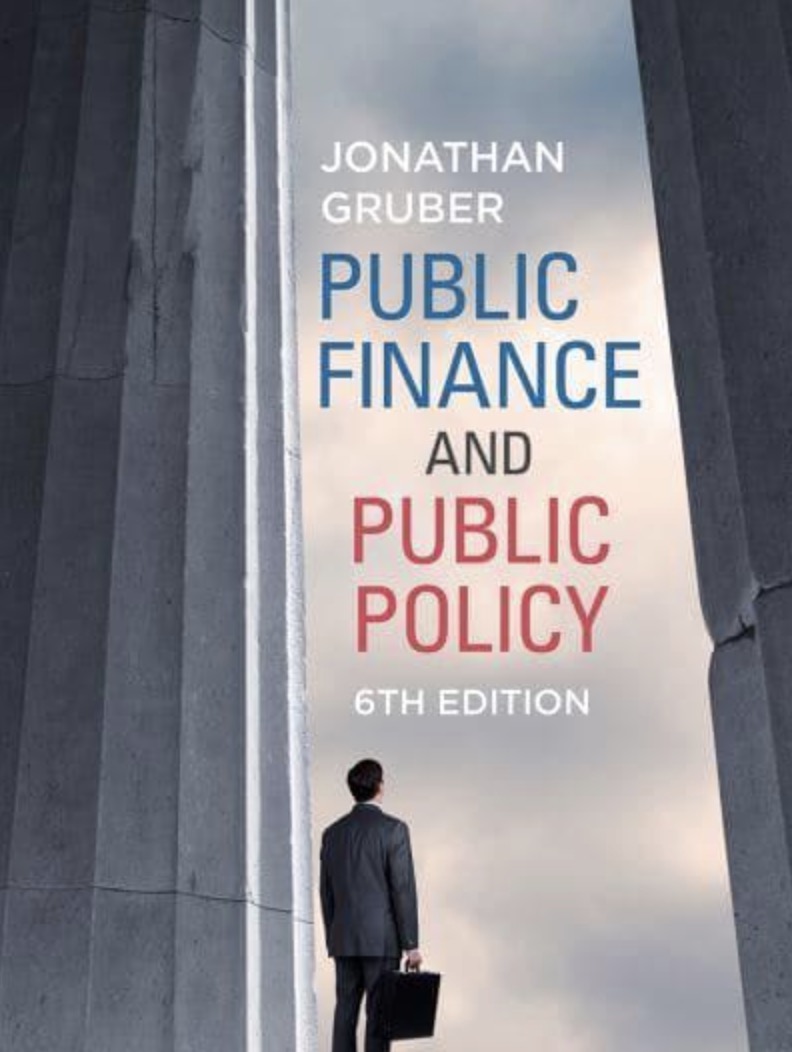 JONATHAN
GRUBER
PUBLIC
FINANCE
AND
PUBLIC
POLICY
6TH EDITION